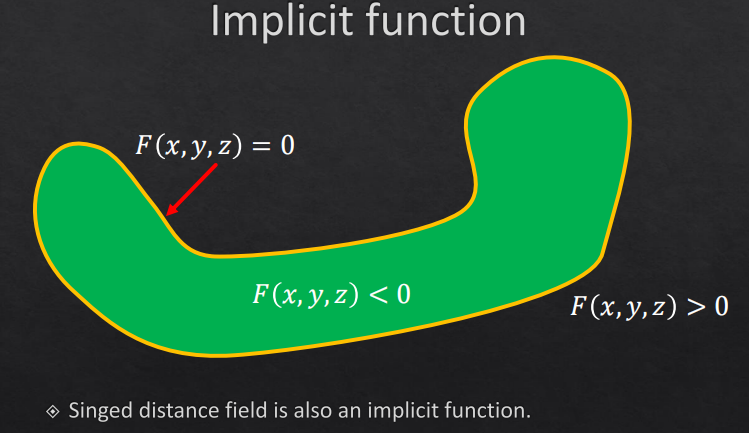 Implicit function
F(x, y, z) = 0
F(x, y, z) < 0
F(x, y, z) > 0
Singed distance field is also an implicit function.